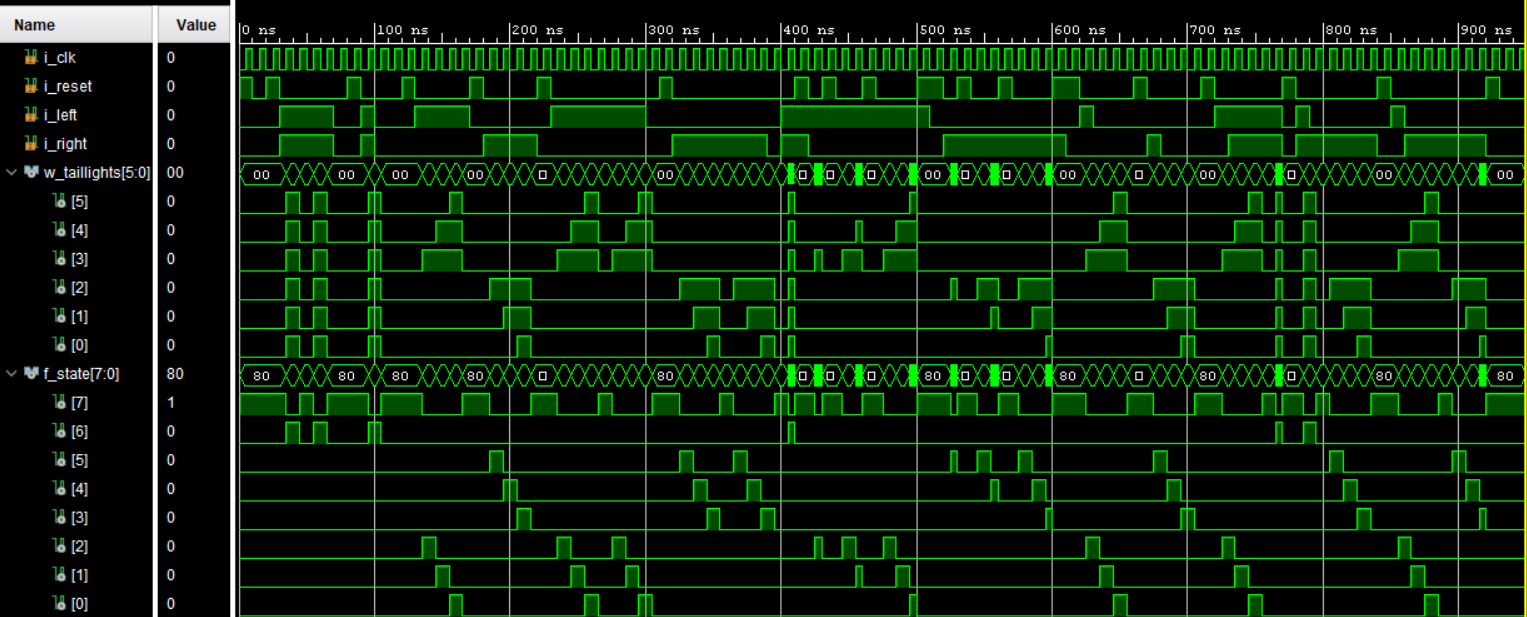 Name Value 0 ns 100 ns 200 ns 300 ns 400 ns 500 ns 600 ns 700 ns 800 ns 900 ns
i_clk 0
i_reset 0
i_left 0
i_right 0
w_taillights[5:0] 00 00 00 00 00 00 00 00 00 00 00
[5] 0
[4] 0
[3] 0
[2] 0
[1] 0
[0] 0
f_state[7:0] 80 80 80 80 80 80 80 80 80 80 80
[7] 1
[6] 0
[5] 0
[4] 0
[3] 0
[2] 0
[1] 0
[0] 0